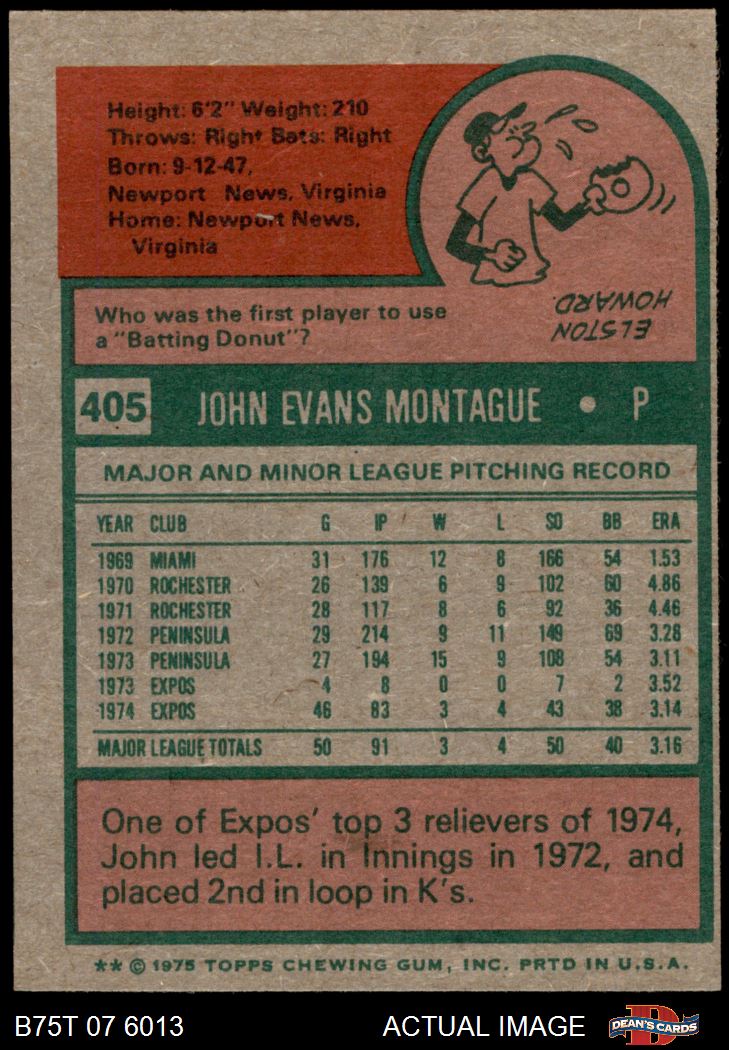 Height: 6'2" Weight: 210
Throws: Right Bats: Right
Born: 9-12-47,
Newport News, Virginia
Home: Newport News,
Virginia
Who was the first player to use
a "Batting Donut"?
ELSTON
HOWARD.
405 JOHN EVANS MONTAGUE • P
MAJOR AND MINOR LEAGUE PITCHING RECORD
YEAR CLUB G IP W L SO BB ERA
1969 MIAMI 31 176 12 8 166 54 1.53
1970 ROCHESTER 26 139 6 9 102 60 4.86
1971 ROCHESTER 28 117 8 6 92 36 4.46
1972 PENINSULA 29 214 9 11 149 69 3.28
1973 PENINSULA 27 194 15 9 108 54 3.11
1973 EXPOS 4 8 0 0 7 2 3.52
1974 EXPOS 46 83 3 4 43 38 3.14
MAJOR LEAGUE TOTALS 50 91 3 4 50 40 3.16
One of Expos' top 3 relievers of 1974,
John led I.L. in Innings in 1972, and
placed 2nd in loop in K's.
** © 1975 TOPPS CHEWING GUM, INC. PRTD IN U.S.A.
B75T 07 6013 ACTUAL IMAGE D DEAN'S CARDS